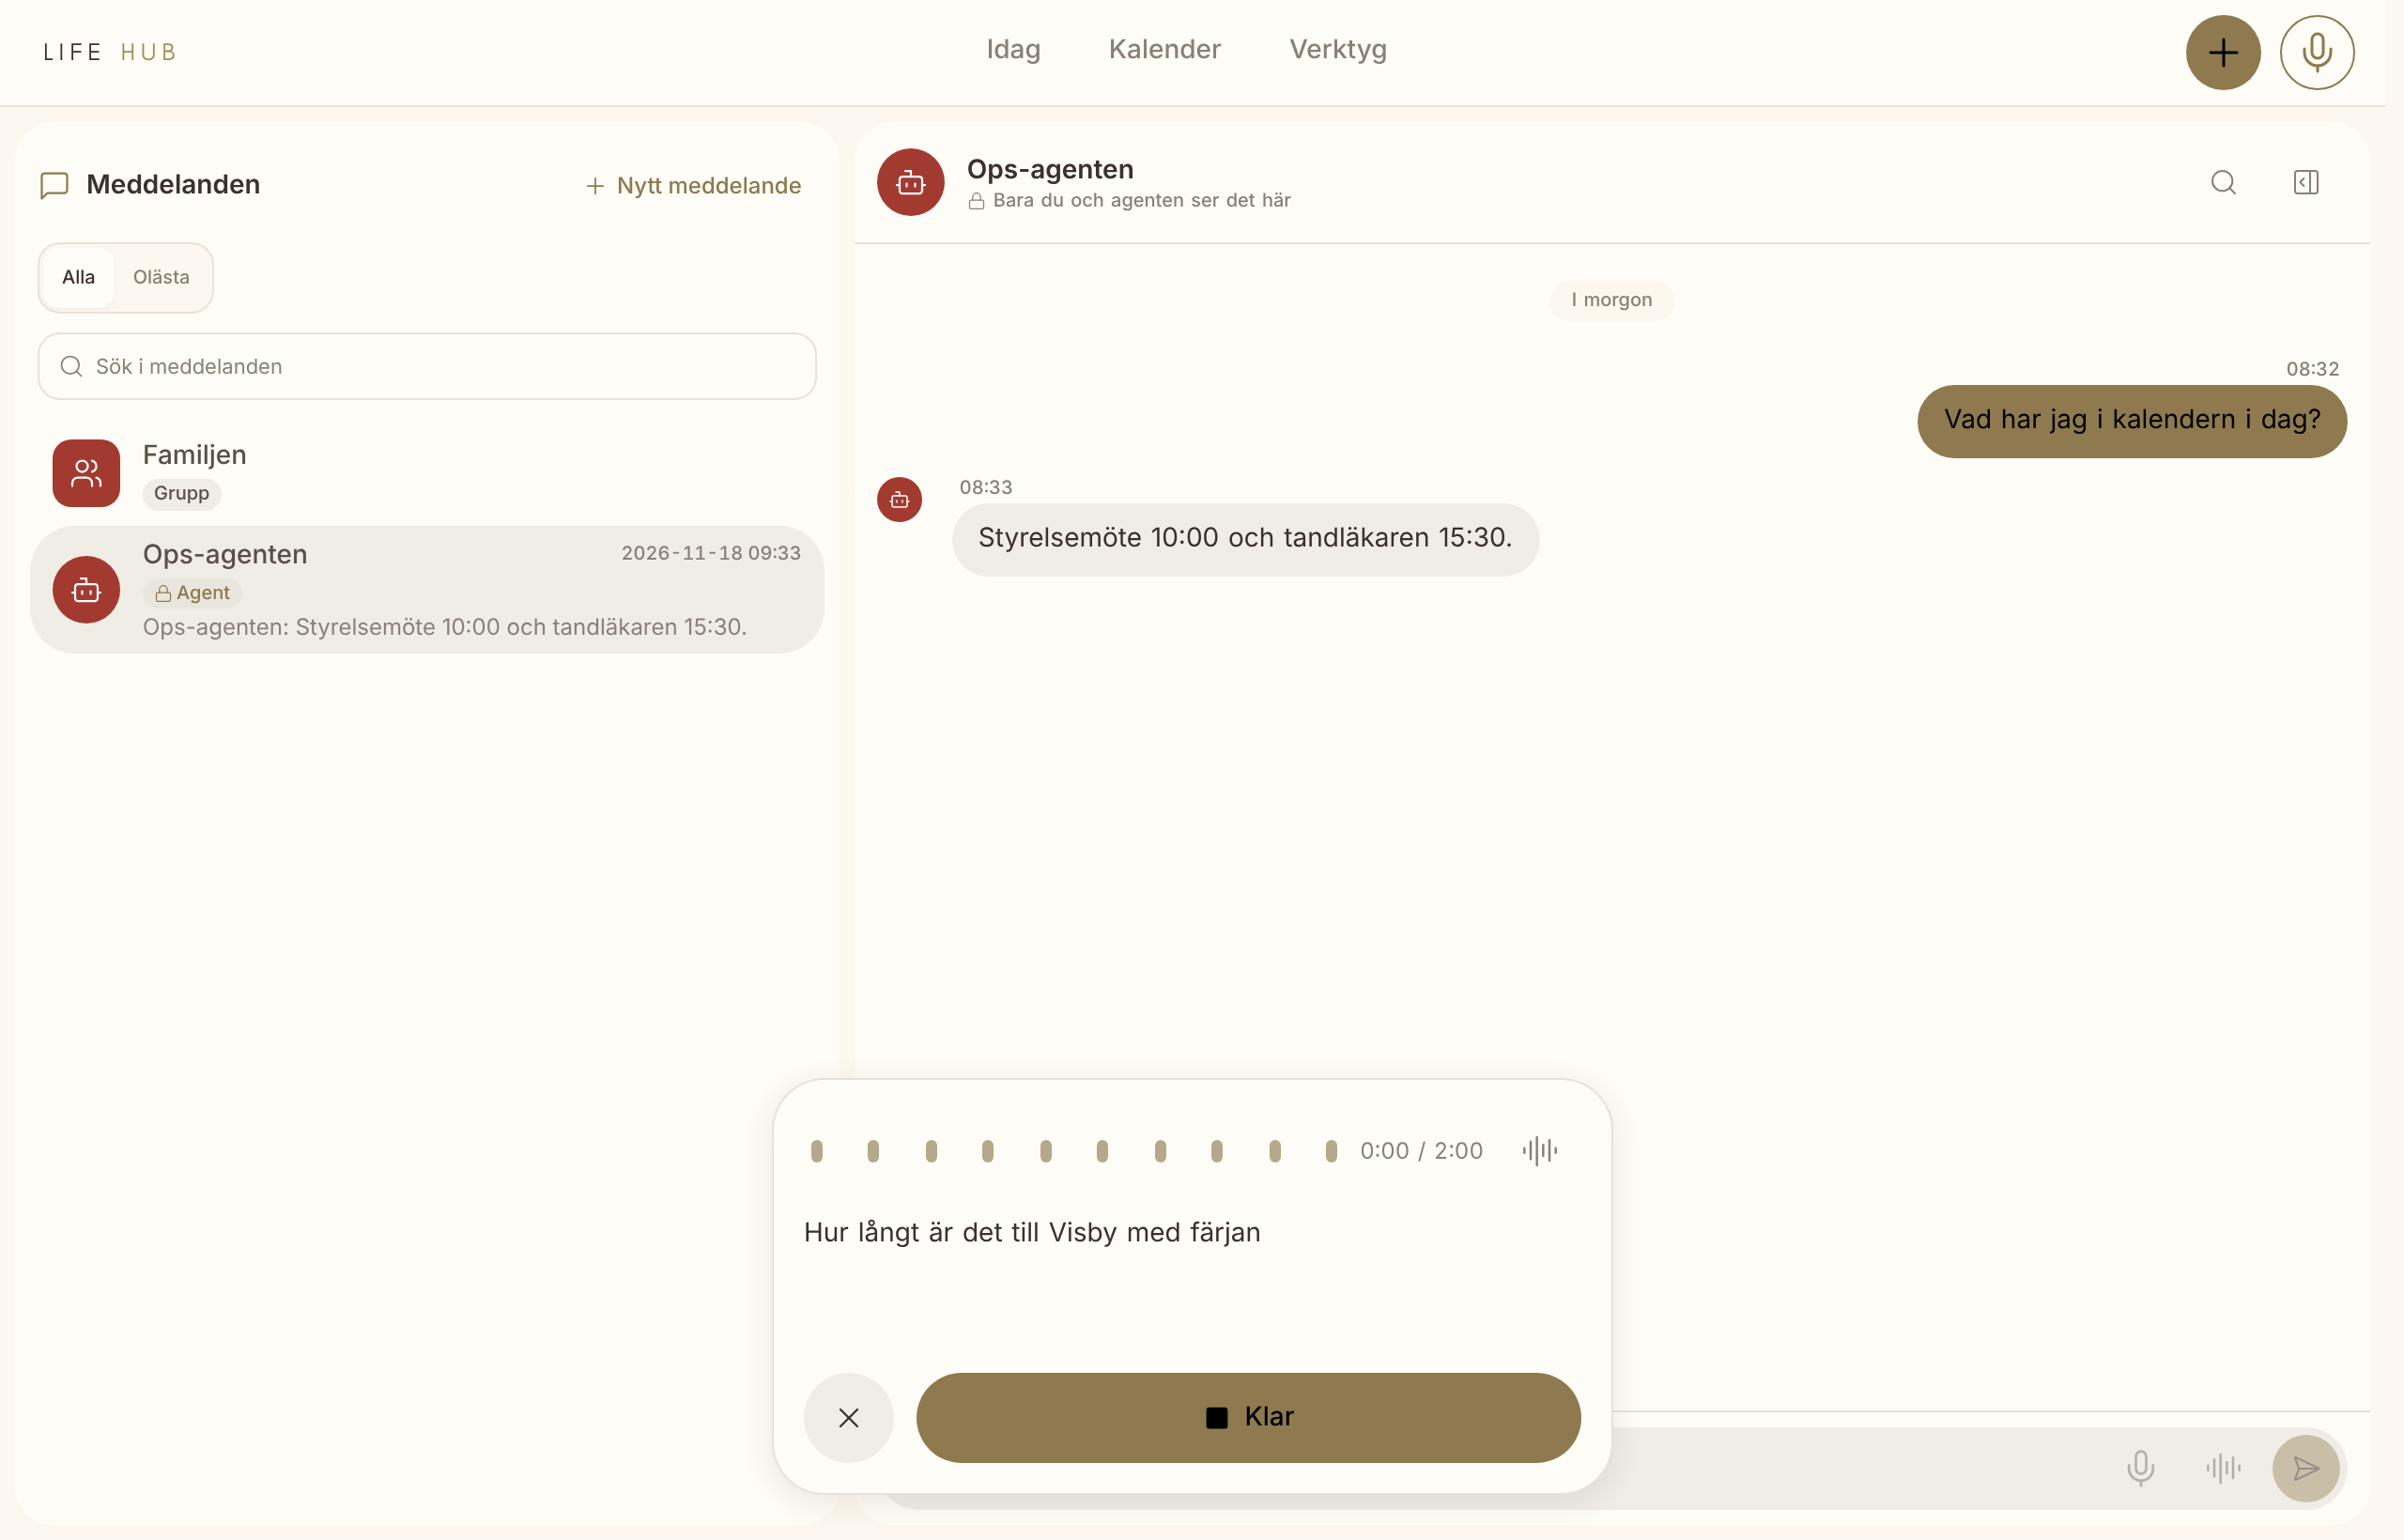 LIFE HUB
Idag
Kalender
Verktyg
Meddelanden
Nytt meddelande
Alla
Olästa
Sök i meddelanden
Familjen
Grupp
Ops-agenten
2026-11-18 09:33
Agent
Ops-agenten: Styrelsemöte 10:00 och tandläkaren 15:30.
Ops-agenten
Bara du och agenten ser det här
I morgon
08:32
Vad har jag i kalendern i dag?
08:33
Styrelsemöte 10:00 och tandläkaren 15:30.
0:00 / 2:00
Hur långt är det till Visby med färjan
Klar